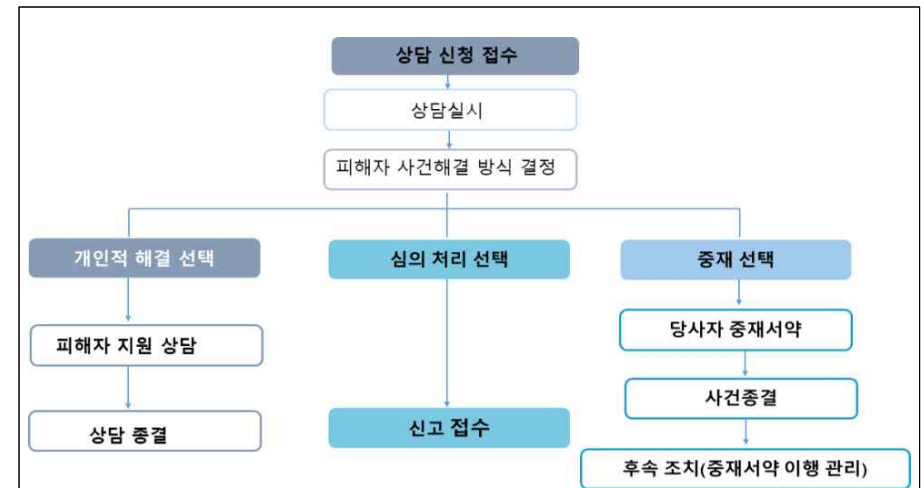 상담 신청 접수
상담실시
피해자 사건해결 방식 결정
개인적 해결 선택
심의 처리 선택
중재 선택
피해자 지원 상담
당사자 중재서약
사건종결
상담 종결
신고 접수
후속 조치(중재서약 이행 관리)